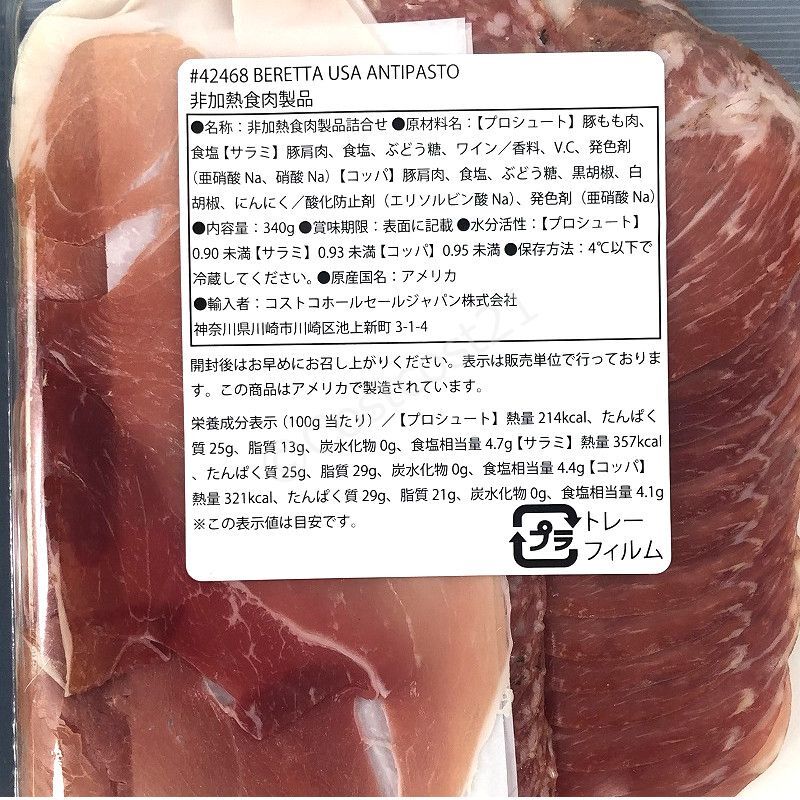 #42468 BERETTA USA ANTIPASTO
非加熱食肉製品
●名称：非加熱食肉製品詰合せ ●原材料名：【プロシュート】豚もも肉、
食塩【サラミ】豚肩肉、食塩、ぶどう糖、ワイン／香料、V.C、発色剤
（亜硝酸 Na、硝酸 Na）【コッパ】豚肩肉、食塩、ぶどう糖、黒胡椒、白
胡椒、にんにく／酸化防止剤（エリソルビン酸 Na）、発色剤（亜硝酸 Na）
●内容量：340g ●賞味期限：表面に記載 ●水分活性：【プロシュート】
0.90 未満【サラミ】0.93 未満【コッパ】0.95 未満 ●保存方法：4℃以下で
冷蔵してください。●原産国名：アメリカ
●輸入者：コストコホールセールジャパン株式会社
神奈川県川崎市川崎区池上新町 3-1-4
開封後はお早めにお召し上がりください。表示は販売単位で行っておりま
す。この商品はアメリカで製造されています。
栄養成分表示（100g 当たり）／【プロシュート】熱量 214kcal、たんぱく
質 25g、脂質 13g、炭水化物 0g、食塩相当量 4.7g【サラミ】熱量 357kcal
、たんぱく質 25g、脂質 29g、炭水化物 0g、食塩相当量 4.4g【コッパ】
熱量 321kcal、たんぱく質 29g、脂質 21g、炭水化物 0g、食塩相当量 4.1g
※この表示値は目安です。
プラ
トレー
フィルム